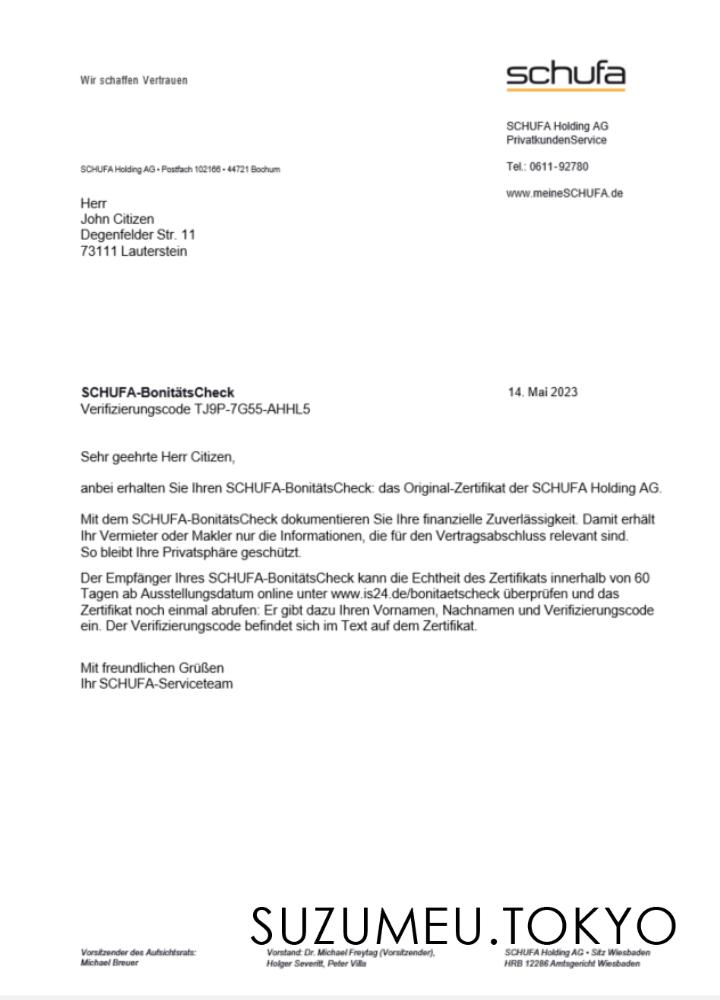 Wir schaffen Vertrauen
schufa
SCHUFA Holding AG
PrivatkundenService
Tel.: 0611-92780
www.meineSCHUFA.de
SCHUFA Holding AG • Postfach 102166 • 44721 Bochum
Herr
John Citizen
Degenfelder Str. 11
73111 Lauterstein
SCHUFA-BonitätsCheck
14. Mai 2023
Verifizierungscode TJ9P-7G55-AHHL5
Sehr geehrte Herr Citizen,
anbei erhalten Sie Ihren SCHUFA-BonitätsCheck: das Original-Zertifikat der SCHUFA Holding AG.
Mit dem SCHUFA-BonitätsCheck dokumentieren Sie Ihre finanzielle Zuverlässigkeit. Damit erhält
Ihr Vermieter oder Makler nur die Informationen, die für den Vertragsabschluss relevant sind.
So bleibt Ihre Privatsphäre geschützt.
Der Empfänger Ihres SCHUFA-BonitätsCheck kann die Echtheit des Zertifikats innerhalb von 60
Tagen ab Ausstellungsdatum online unter www.is24.de/bonitaetscheck überprüfen und das
Zertifikat noch einmal abrufen: Er gibt dazu Ihren Vornamen, Nachnamen und Verifizierungscode
ein. Der Verifizierungscode befindet sich im Text auf dem Zertifikat.
Mit freundlichen Grüßen
Ihr SCHUFA-Serviceteam
SUZUMEU.TOKYO
Vorsitzender des Aufsichtsrats:
Michael Breuer
Vorstand: Dr. Michael Freytag (Vorsitzender),
Holger Severitt, Peter Villa
SCHUFA Holding AG • Sitz Wiesbaden
HRB 12286 Amtsgericht Wiesbaden